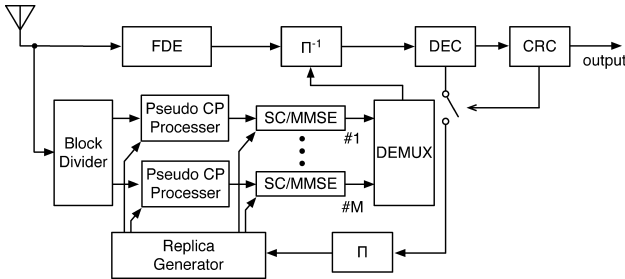 FDE
Π-1
DEC
CRC
output
Block
Divider
Pseudo CP
Processer
SC/MMSE
#1
DEMUX
Pseudo CP
Processer
SC/MMSE
#M
Replica
Generator
Π